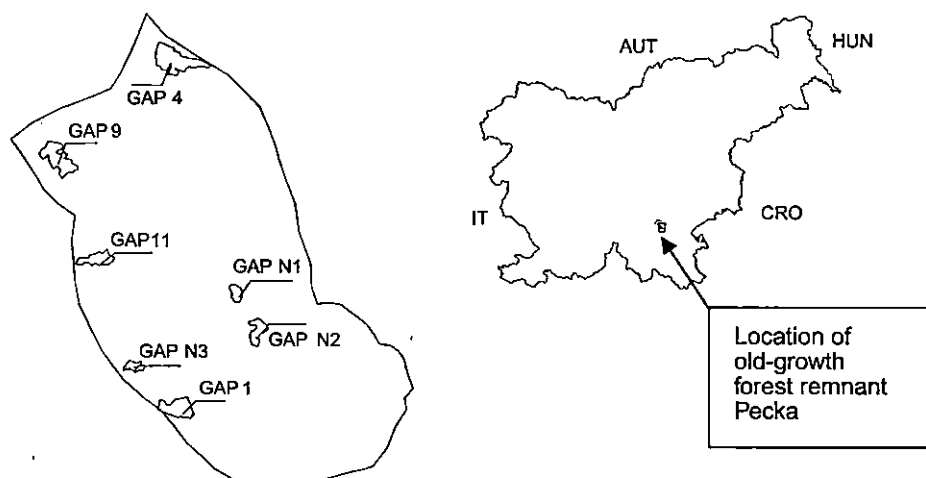 GAP 4
GAP 9
GAP11
GAP N1
GAP N2
GAP N3
GAP 1
AUT
HUN
IT
CRO
Location of
old-growth
forest remnant
Pecka